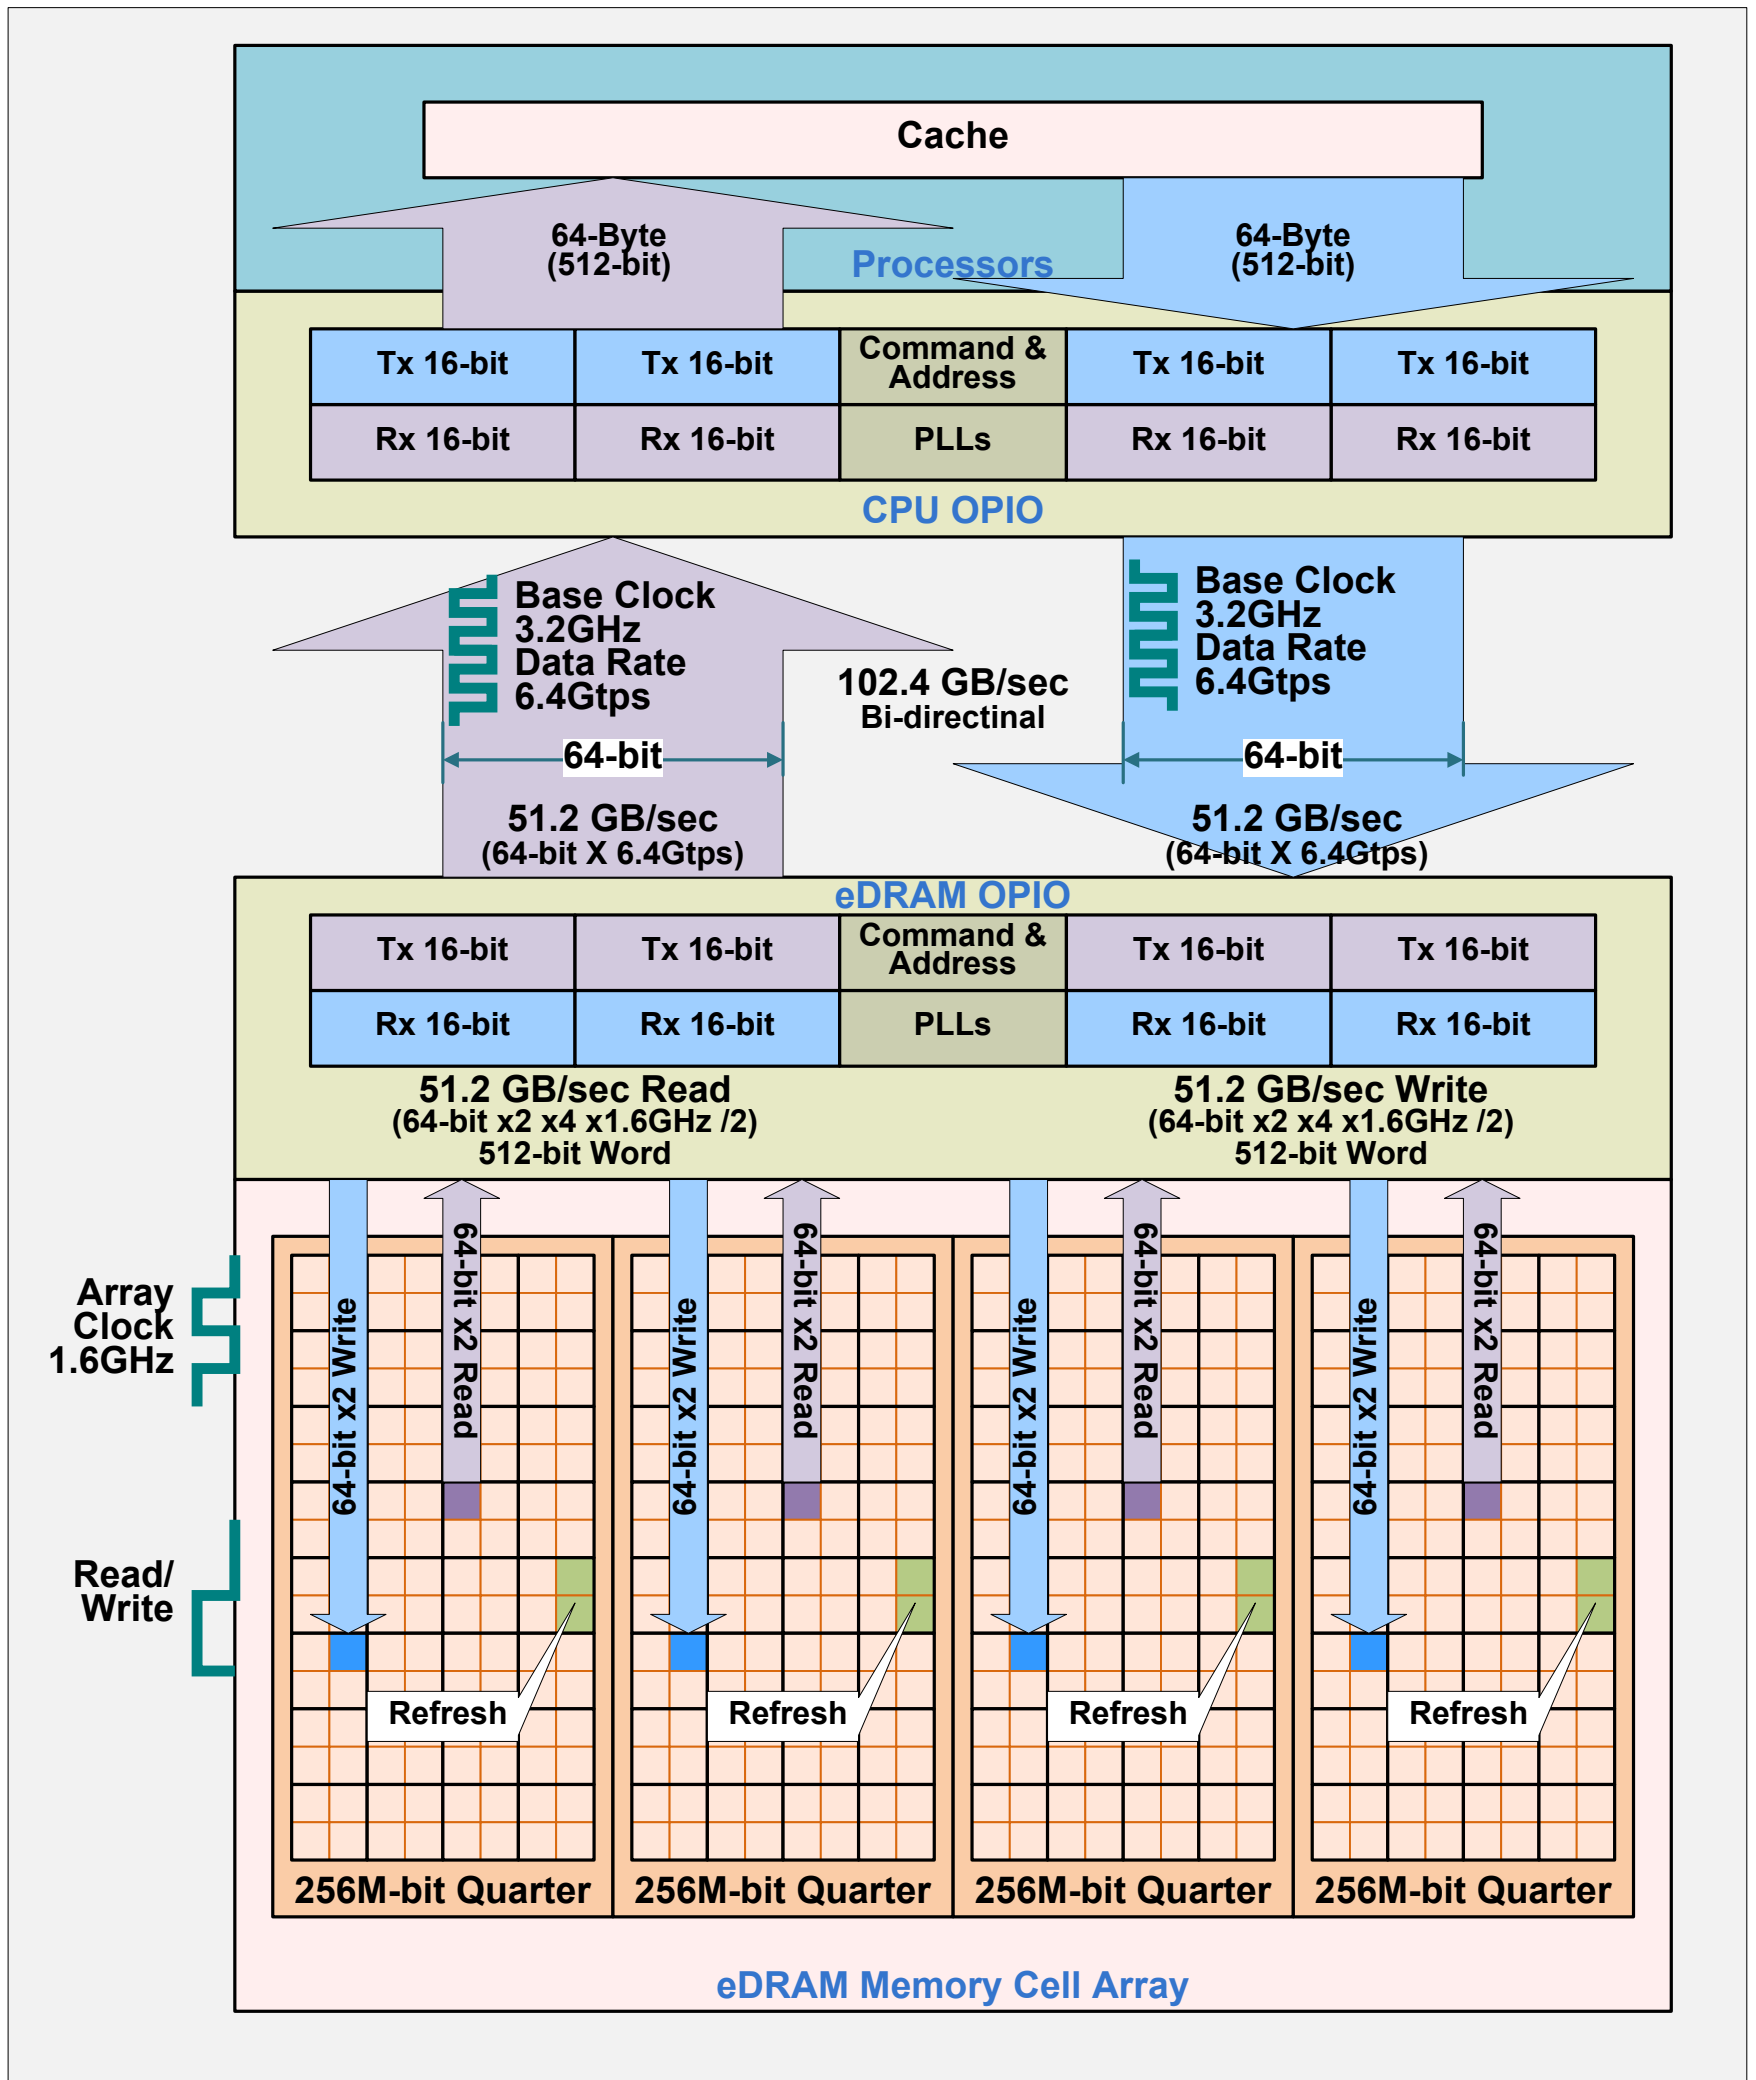 Cache
64-Byte
(512-bit)
64-Byte
(512-bit)
Processors
Tx 16-bit
Tx 16-bit
Command &
Address
Tx 16-bit
Tx 16-bit
Rx 16-bit
Rx 16-bit
PLLs
Rx 16-bit
Rx 16-bit
CPU OPIO
Base Clock
3.2GHz
Data Rate
6.4Gtps
Base Clock
3.2GHz
Data Rate
6.4Gtps
102.4 GB/sec
Bi-directinal
64-bit
64-bit
51.2 GB/sec
(64-bit X 6.4Gtps)
51.2 GB/sec
(64-bit X 6.4Gtps)
eDRAM OPIO
Tx 16-bit
Tx 16-bit
Command &
Address
Tx 16-bit
Tx 16-bit
Rx 16-bit
Rx 16-bit
PLLs
Rx 16-bit
Rx 16-bit
51.2 GB/sec Read
(64-bit x2 x4 x1.6GHz /2)
512-bit Word
51.2 GB/sec Write
(64-bit x2 x4 x1.6GHz /2)
512-bit Word
Array
Clock
1.6GHz
Read/
Write
64-bit x2 Write
64-bit x2 Read
64-bit x2 Write
64-bit x2 Read
64-bit x2 Write
64-bit x2 Read
64-bit x2 Write
64-bit x2 Read
Refresh
Refresh
Refresh
Refresh
256M-bit Quarter
256M-bit Quarter
256M-bit Quarter
256M-bit Quarter
eDRAM Memory Cell Array